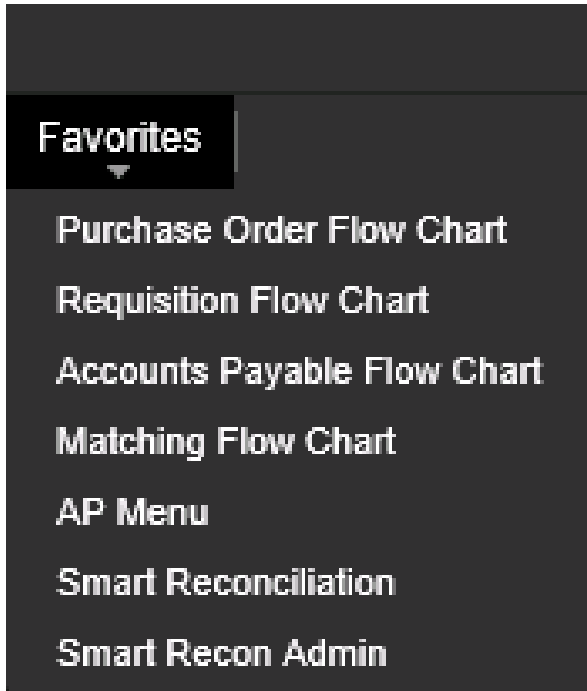 Favorites
Purchase Order Flow Chart
Requisition Flow Chart
Accounts Payable Flow Chart
Matching Flow Chart
AP Menu
Smart Reconciliation
Smart Recon Admin